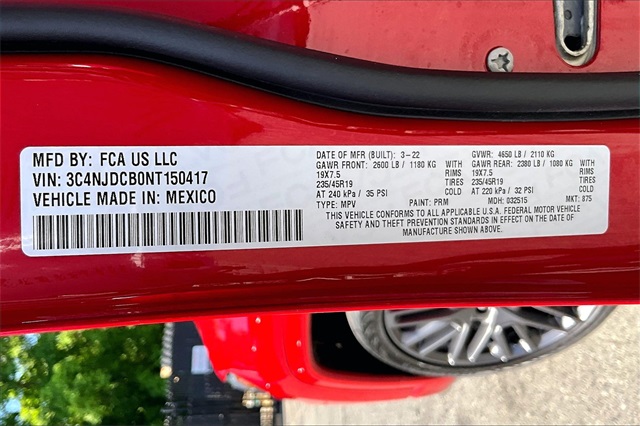 MFD BY: FCA US LLC
VIN: 3C4NJDCB0NT150417
VEHICLE MADE IN: MEXICO
DATE OF MFR (BUILT): 3-22 GVWR: 4650 LB / 2110 KG
GAWR FRONT: 2600 LB / 1180 KG WITH GAWR REAR: 2380 LB / 1080 KG WITH
19X7.5 RIMS 19X7.5 RIMS
235/45R19 TIRES 235/45R19 TIRES
AT 240 kPa / 35 PSI AT 220 kPa / 32 PSI
TYPE: MPV PAINT: PRM MDH: 032515 MKT: 875
THIS VEHICLE CONFORMS TO ALL APPLICABLE U.S.A. FEDERAL MOTOR VEHICLE
SAFETY AND THEFT PREVENTION STANDARDS IN EFFECT ON THE DATE OF
MANUFACTURE SHOWN ABOVE.